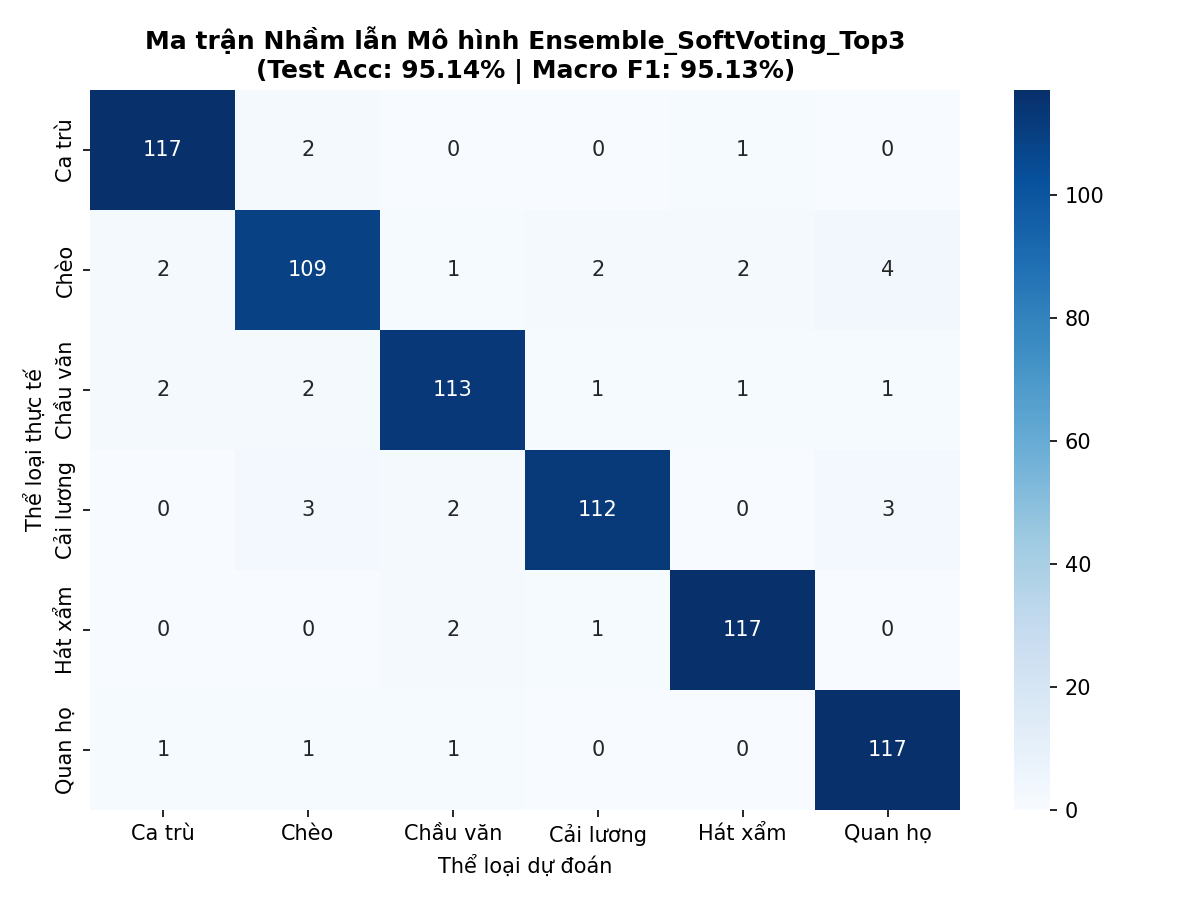 Ma trận Nhầm lẫn Mô hình Ensemble_SoftVoting_Top3
(Test Acc: 95.14% | Macro F1: 95.13%)
Thể loại thực tế
Ca trù 117 2 0 0 1 0
Chèo 2 109 1 2 2 4
Chầu văn 2 2 113 1 1 1
Cải lương 0 3 2 112 0 3
Hát xẩm 0 0 2 1 117 0
Quan họ 1 1 1 0 0 117
Ca trù Chèo Chầu văn Cải lương Hát xẩm Quan họ
Thể loại dự đoán
100
80
60
40
20
0